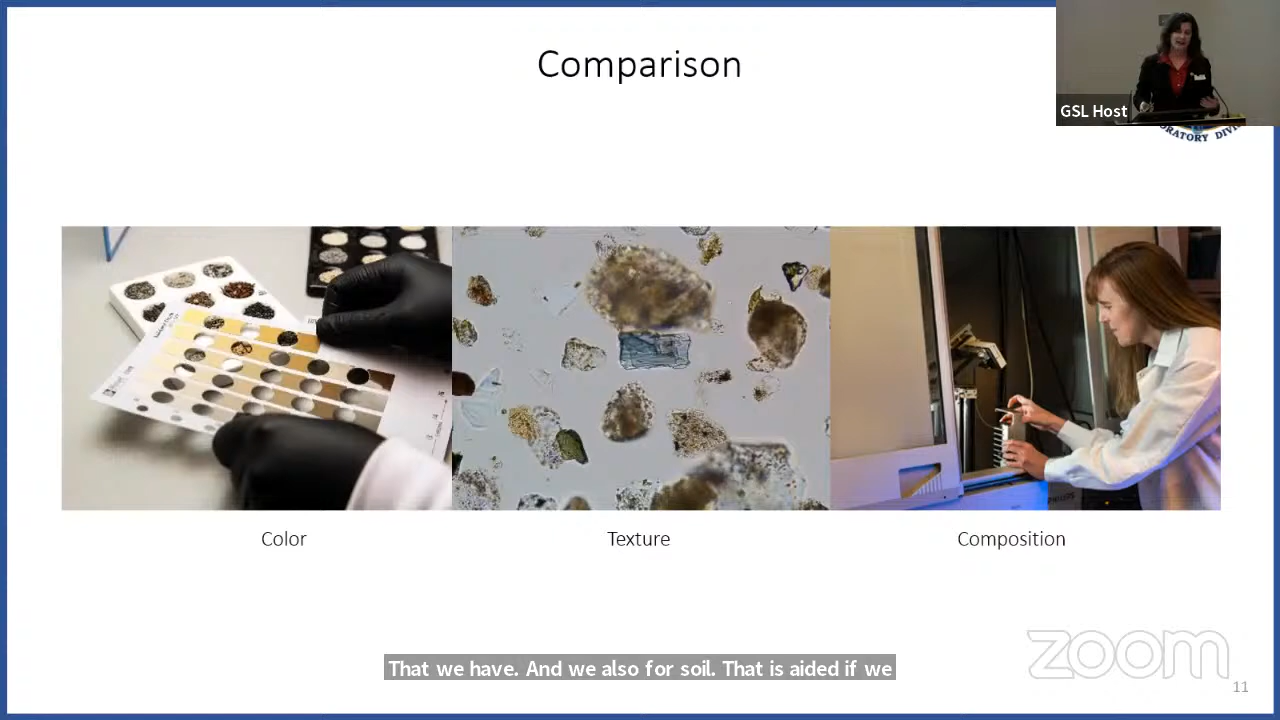 Comparison
GSL Host
Color
Texture
Composition
That we have. And we also for soil. That is aided if we
zoom
11